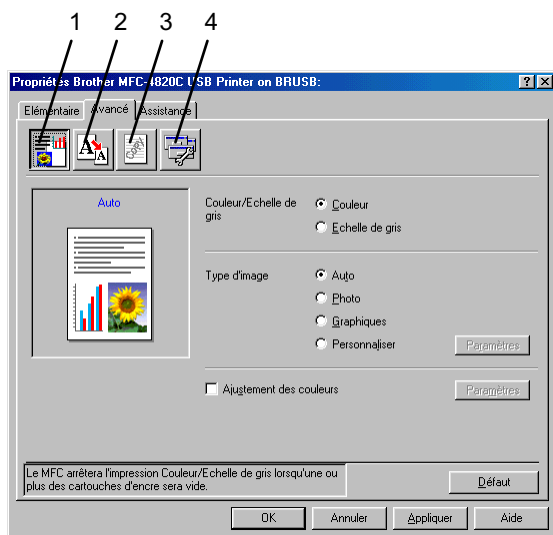 1 2 3 4
Propriétés Brother MFC-4820C USB Printer on BRUSB:
Elémentaire Avancé Assistance
A A COPY
Auto
Couleur/Echelle de gris
Couleur
Echelle de gris
Type d'image
Auto
Photo
Graphiques
Personnaliser
Paramètres
Ajustement des couleurs
Paramètres
Le MFC arrêtera l'impression Couleur/Echelle de gris lorsqu'une ou
plus des cartouches d'encre sera vide.
Défaut
OK Annuler Appliquer Aide